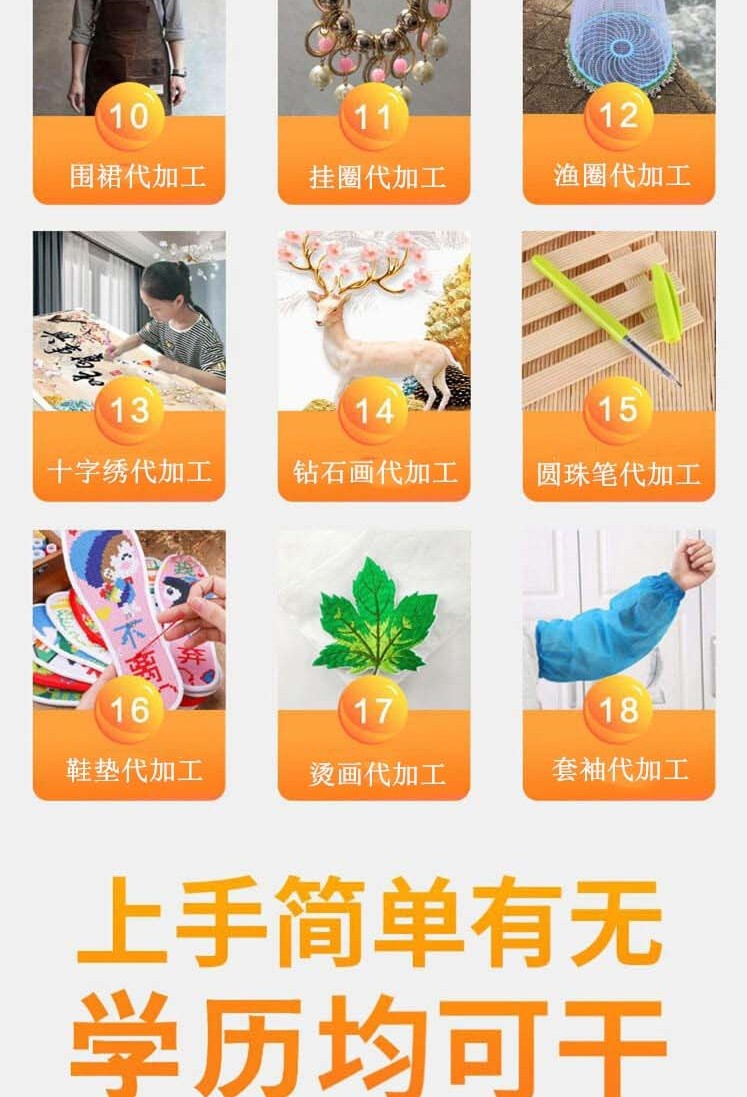 10
11
12
围裙代加工
挂圈代加工
渔圈代加工
13
14
15
十字绣代加工
钻石画代加工
圆珠笔代加工
不
离
弃
16
17
18
鞋垫代加工
烫画代加工
套袖代加工
上手简单有无
学历均可干